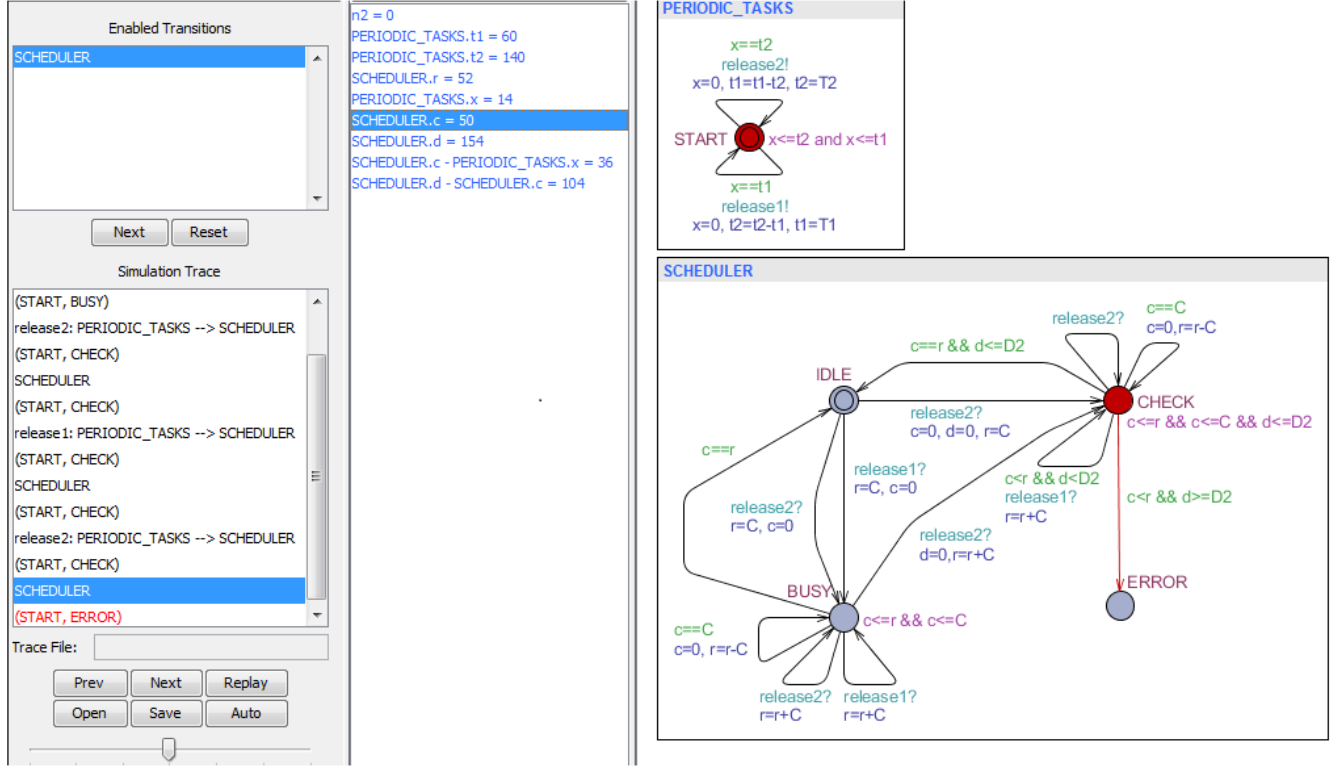 Enabled Transitions
SCHEDULER
Next
Reset
Simulation Trace
(START, BUSY)
release2: PERIODIC_TASKS --> SCHEDULER
(START, CHECK)
SCHEDULER
(START, CHECK)
release1: PERIODIC_TASKS --> SCHEDULER
(START, CHECK)
SCHEDULER
(START, CHECK)
release2: PERIODIC_TASKS --> SCHEDULER
(START, CHECK)
SCHEDULER
(START, ERROR)
Trace File:
Prev
Next
Replay
Open
Save
Auto
n2 = 0
PERIODIC_TASKS.t1 = 60
PERIODIC_TASKS.t2 = 140
SCHEDULER.r = 52
PERIODIC_TASKS.x = 14
SCHEDULER.c = 50
SCHEDULER.d = 154
SCHEDULER.c - PERIODIC_TASKS.x = 36
SCHEDULER.d - SCHEDULER.c = 104
PERIODIC_TASKS
x==t2
release2!
x=0, t1=t1-t2, t2=T2
START
x<=t2 and x<=t1
x==t1
release1!
x=0, t2=t2-t1, t1=T1
SCHEDULER
release2?
c==C
c=0,r=r-C
c==r && d<=D2
IDLE
CHECK
c<=r && c<=C && d<=D2
release2?
c=0, d=0, r=C
c==r
release1?
r=C, c=0
c<r && d<D2
release1?
r=r+C
c<r && d>=D2
release2?
r=C, c=0
release2?
d=0,r=r+C
ERROR
BUSY
c<=r && c<=C
c==C
c=0, r=r-C
release2?
r=r+C
release1?
r=r+C